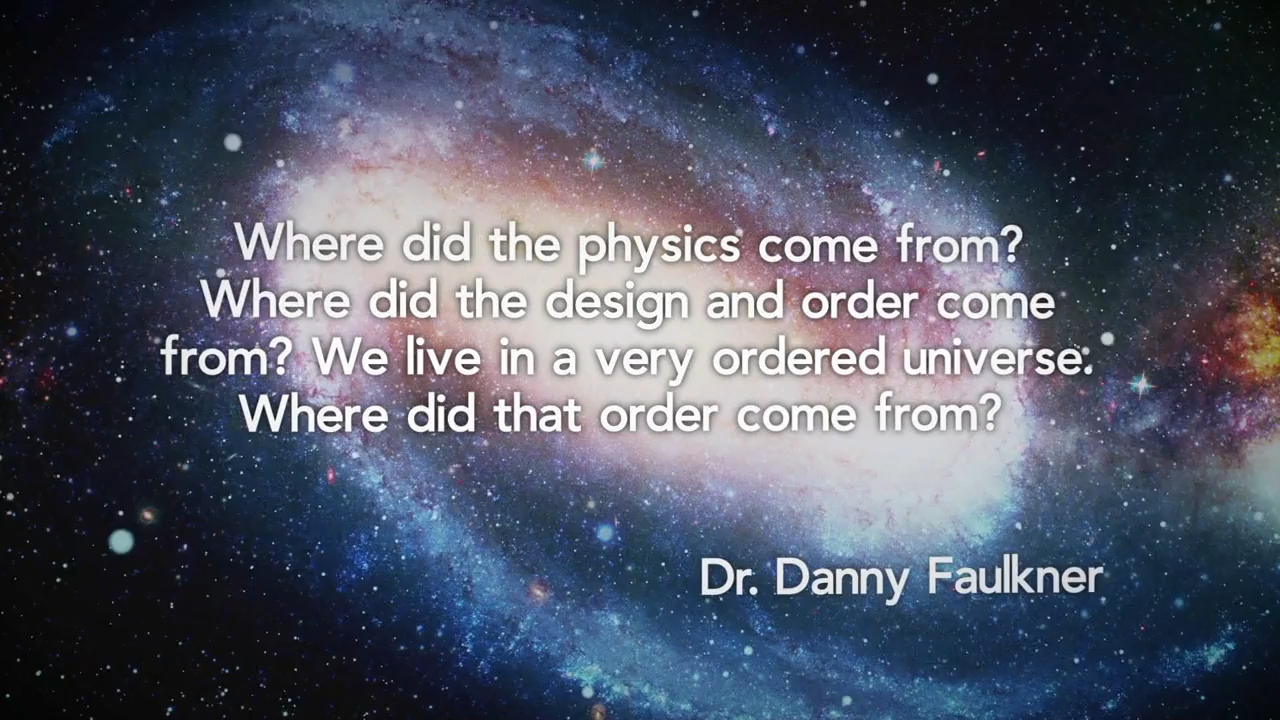 Where did the physics come from?
Where did the design and order come
from? We live in a very ordered universe.
Where did that order come from?
Dr. Danny Faulkner